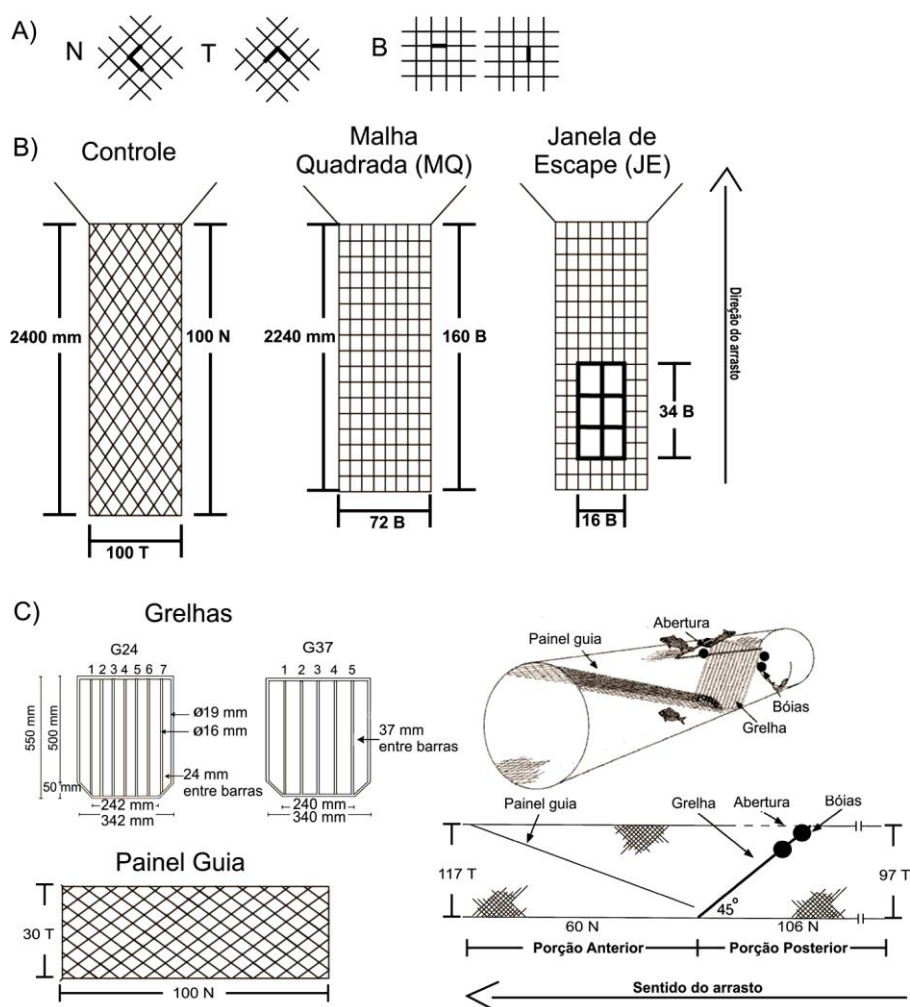 A)
N
T
B
B)
Controle
Malha
Quadrada (MQ)
Janela de
Escape (JE)
2400 mm
100 N
100 T
2240 mm
160 B
72 B
34 B
16 B
Direção do arrasto
C)
Grelhas
G24
1 2 3 4 5 6 7
550 mm
500 mm
50 mm
ø19 mm
ø16 mm
24 mm
entre barras
242 mm
342 mm
G37
1 2 3 4 5
37 mm
entre barras
240 mm
340 mm
Painel Guia
30 T
100 N
Painel guia
Abertura
Bóias
Grelha
Painel guia
Grelha
Abertura
Bóias
117 T
45°
97 T
60 N
106 N
Porção Anterior
Porção Posterior
Sentido do arrasto